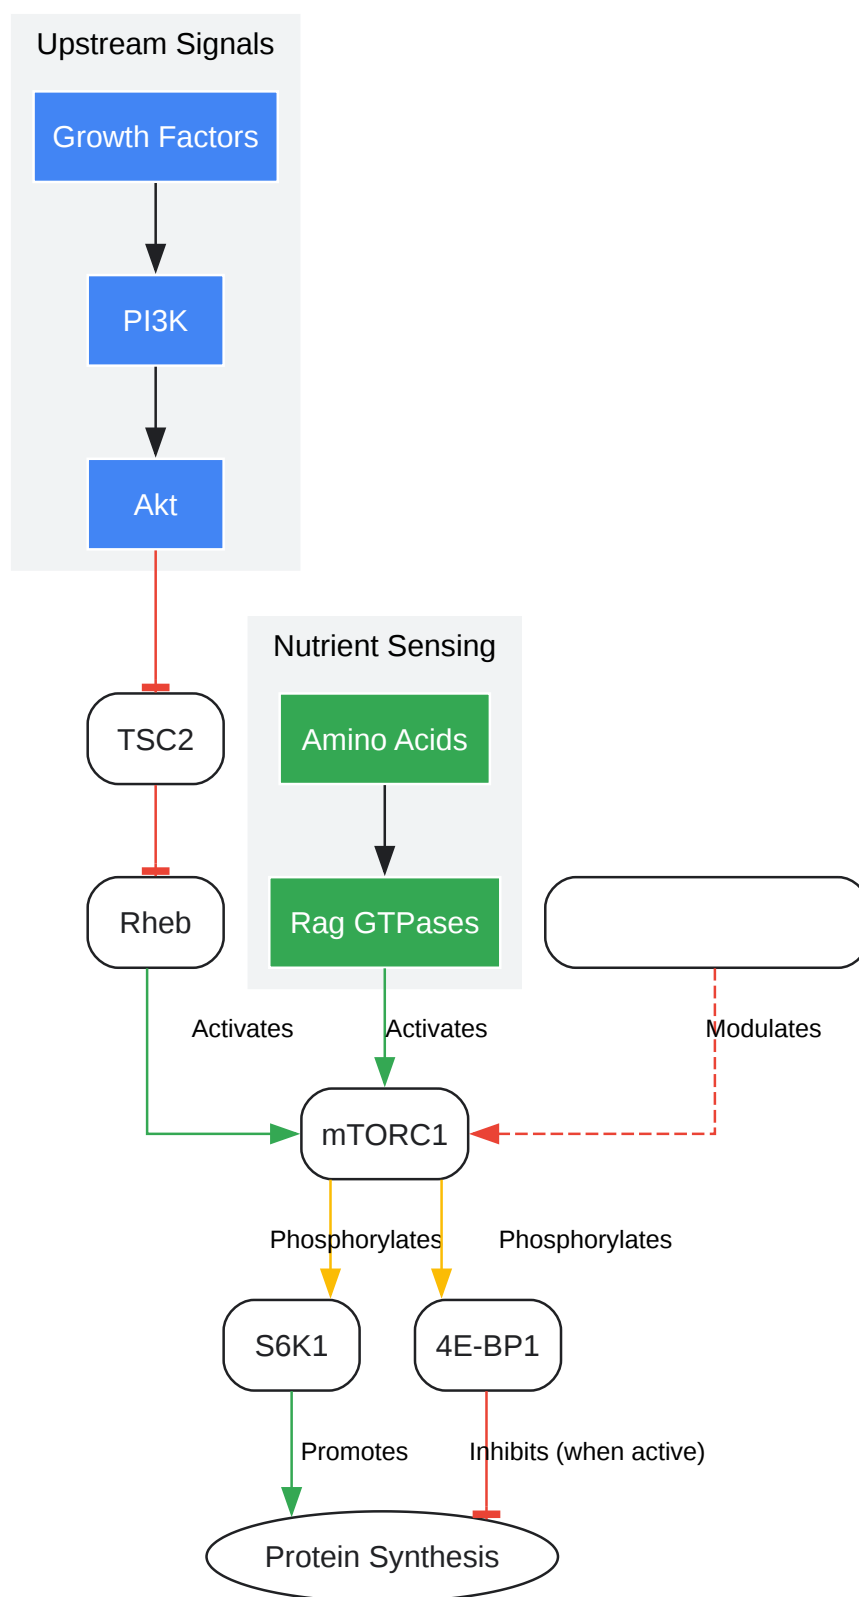 Upstream Signals
Growth Factors
PI3K
Akt
Nutrient Sensing
TSC2
Amino Acids
Rheb
Rag GTPases
Activates
Activates
Modulates
mTORC1
Phosphorylates
Phosphorylates
S6K1
4E-BP1
Promotes
Inhibits (when active)
Protein Synthesis